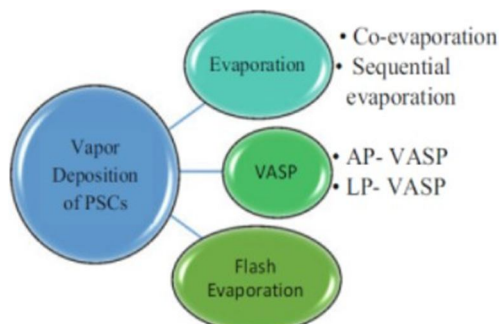 Vapor
Deposition
of PSCs
Evaporation
• Co-evaporation
• Sequential
evaporation
VASP
• AP- VASP
• LP- VASP
Flash
Evaporation